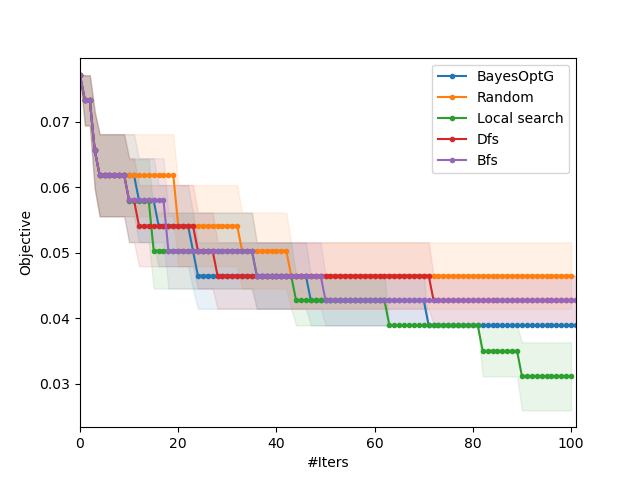 BayesOptG
Random
Local search
Dfs
Bfs
Objective
0.07
0.06
0.05
0.04
0.03
0 20 40 60 80 100
#Iters